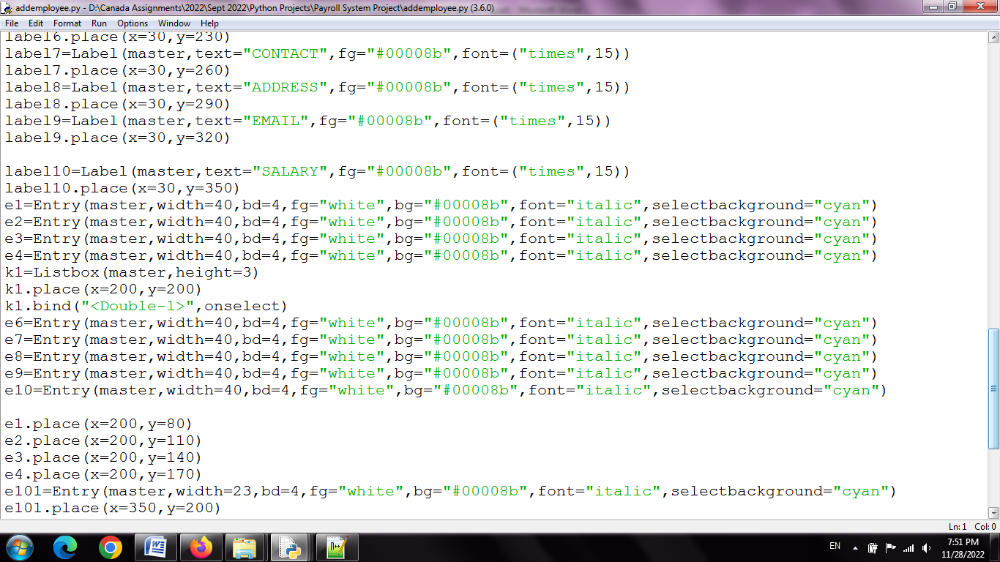 addemployee.py - D:\Canada Assignments\2022\Sept 2022\Python Projects\Payroll System Project\addemployee.py (3.6.0)
File Edit Format Run Options Window Help
label6.place(x=30,y=230)
label7=Label(master,text="CONTACT",fg="#00008b",font=("times",15))
label7.place(x=30,y=260)
label8=Label(master,text="ADDRESS",fg="#00008b",font=("times",15))
label8.place(x=30,y=290)
label9=Label(master,text="EMAIL",fg="#00008b",font=("times",15))
label9.place(x=30,y=320)
label10=Label(master,text="SALARY",fg="#00008b",font=("times",15))
label10.place(x=30,y=350)
e1=Entry(master,width=40,bd=4,fg="white",bg="#00008b",font="italic",selectbackground="cyan")
e2=Entry(master,width=40,bd=4,fg="white",bg="#00008b",font="italic",selectbackground="cyan")
e3=Entry(master,width=40,bd=4,fg="white",bg="#00008b",font="italic",selectbackground="cyan")
e4=Entry(master,width=40,bd=4,fg="white",bg="#00008b",font="italic",selectbackground="cyan")
k1=Listbox(master,height=3)
k1.place(x=200,y=200)
k1.bind("<Double-1>",onselect)
e6=Entry(master,width=40,bd=4,fg="white",bg="#00008b",font="italic",selectbackground="cyan")
e7=Entry(master,width=40,bd=4,fg="white",bg="#00008b",font="italic",selectbackground="cyan")
e8=Entry(master,width=40,bd=4,fg="white",bg="#00008b",font="italic",selectbackground="cyan")
e9=Entry(master,width=40,bd=4,fg="white",bg="#00008b",font="italic",selectbackground="cyan")
e10=Entry(master,width=40,bd=4,fg="white",bg="#00008b",font="italic",selectbackground="cyan")
e1.place(x=200,y=80)
e2.place(x=200,y=110)
e3.place(x=200,y=140)
e4.place(x=200,y=170)
e101=Entry(master,width=23,bd=4,fg="white",bg="#00008b",font="italic",selectbackground="cyan")
e101.place(x=350,y=200)
Ln: 1 Col: 0
EN
7:51 PM
11/28/2022